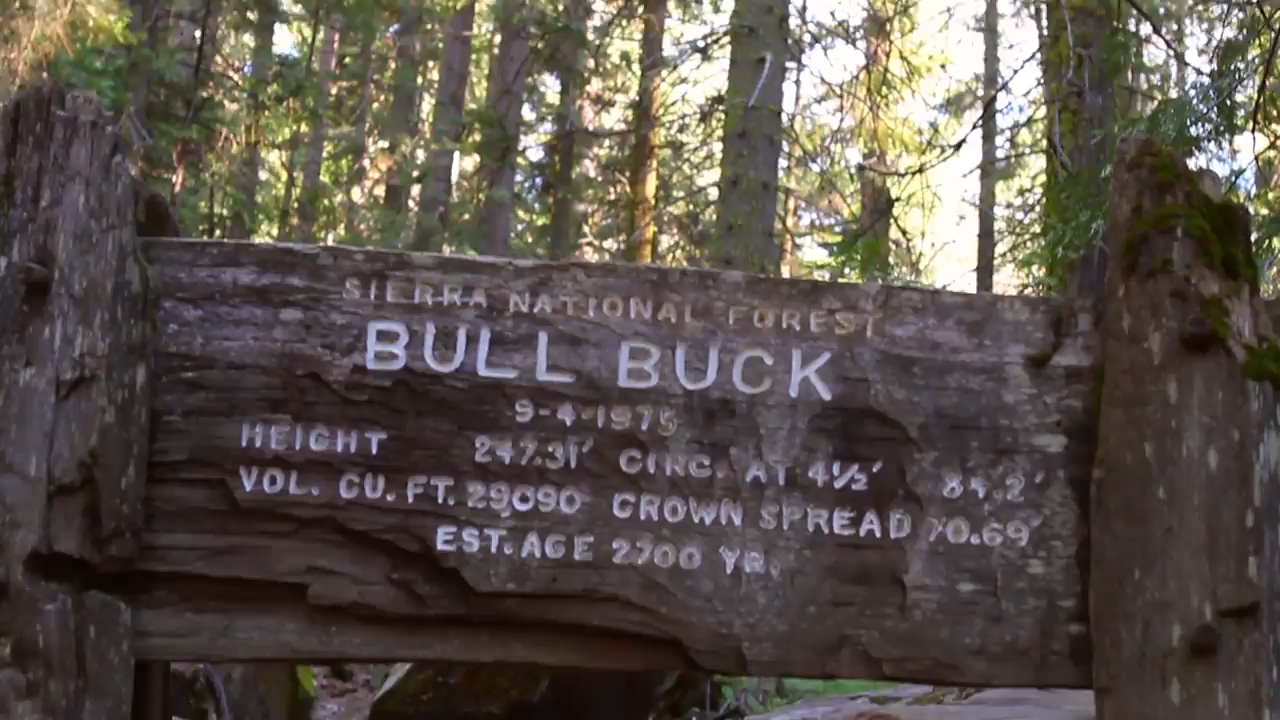 SIERRA NATIONAL FOREST
BULL BUCK
9-4-1975
HEIGHT 247.31' CIRC. AT 4½' 84.2'
VOL. CU. FT. 29090 CROWN SPREAD 70.69'
EST. AGE 2700 YR.